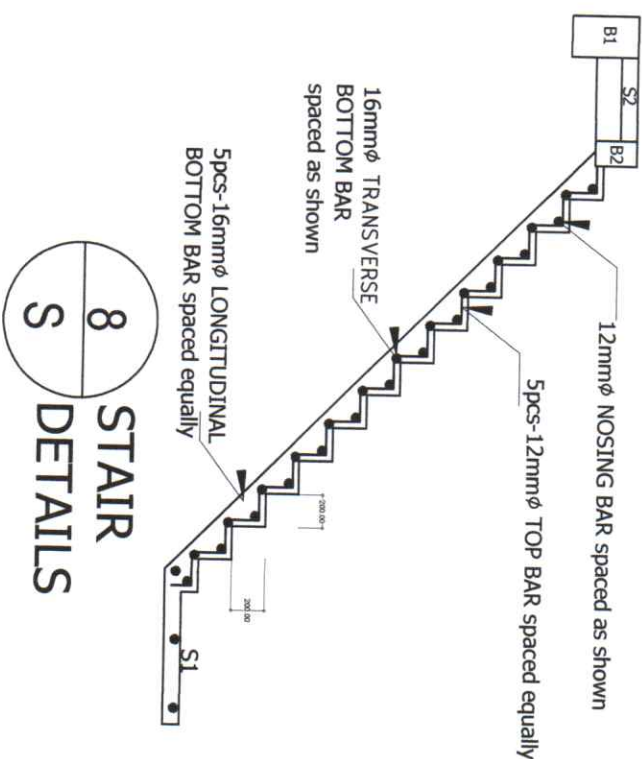 B1
S2
B2
12mmø NOSING BAR spaced as shown
5pcs-12mmø TOP BAR spaced equally
16mmø TRANSVERSE
BOTTOM BAR
spaced as shown
5pcs-16mmø LONGITUDINAL
BOTTOM BAR spaced equally
200.00
200.00
S1
8
S
STAIR
DETAILS